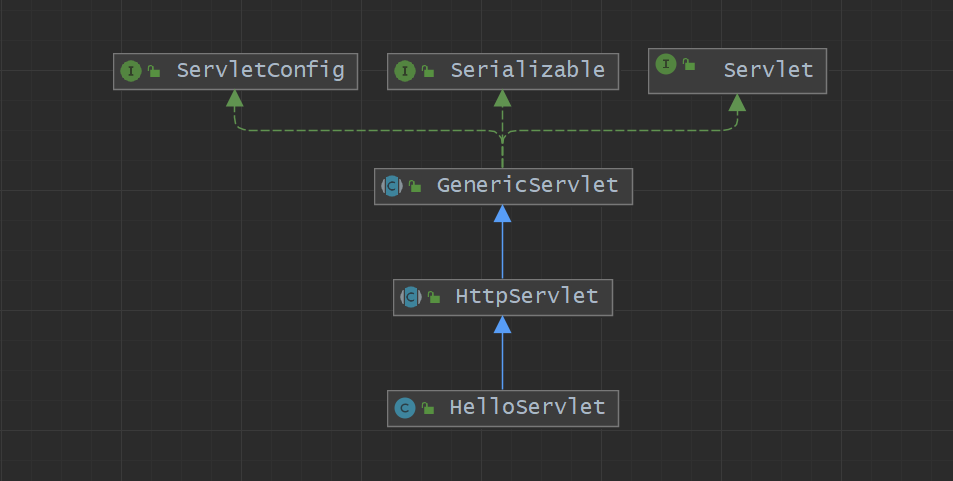 I ServletConfig
I Serializable
I Servlet
C GenericServlet
C HttpServlet
C HelloServlet